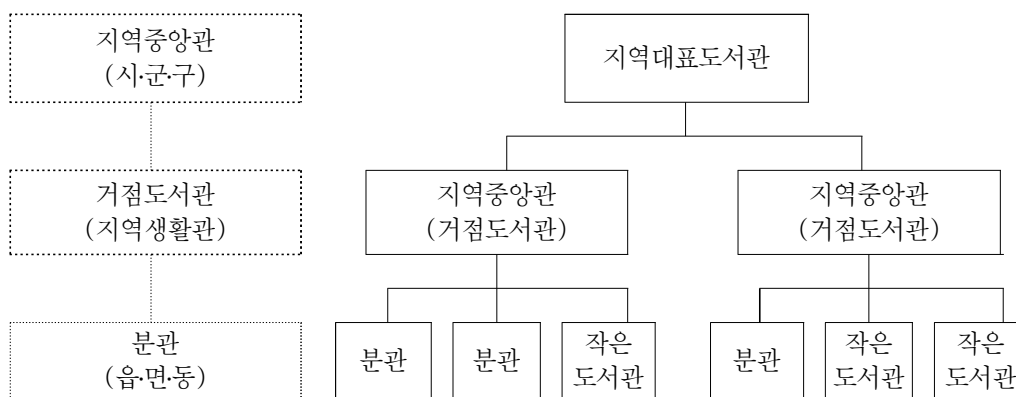 지역중앙관
(시·군·구)
지역대표도서관
거점도서관
(지역생활관)
지역중앙관
(거점도서관)
지역중앙관
(거점도서관)
분관
(읍·면·동)
분관
분관
작은
도서관
분관
작은
도서관
작은
도서관